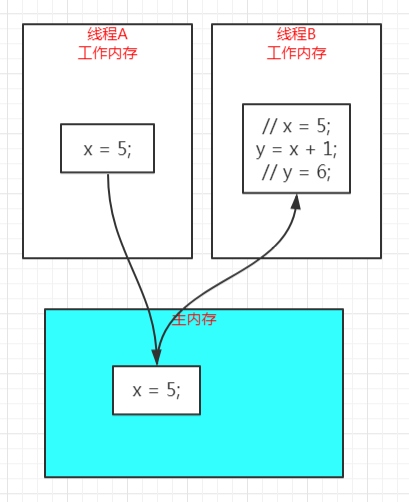 线程A
工作内存
x = 5;
线程B
工作内存
// x = 5;
y = x + 1;
// y = 6;
主内存
x = 5;